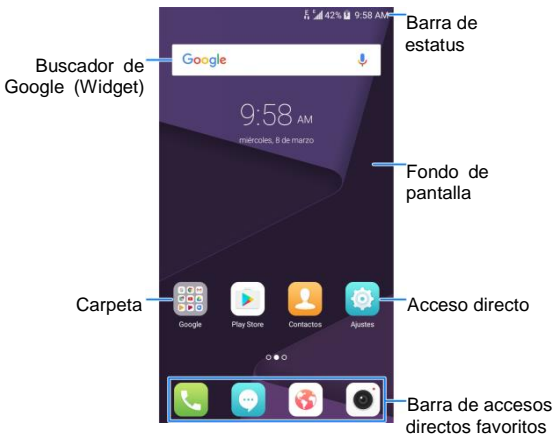 42% 9:58 AM
Barra de
estatus
Buscador de
Google (Widget)
Google
9:58 AM
miércoles, 8 de marzo
Fondo de
pantalla
Carpeta
Acceso directo
Google
Play Store
Contactos
Ajustes
Barra de accesos
directos favoritos